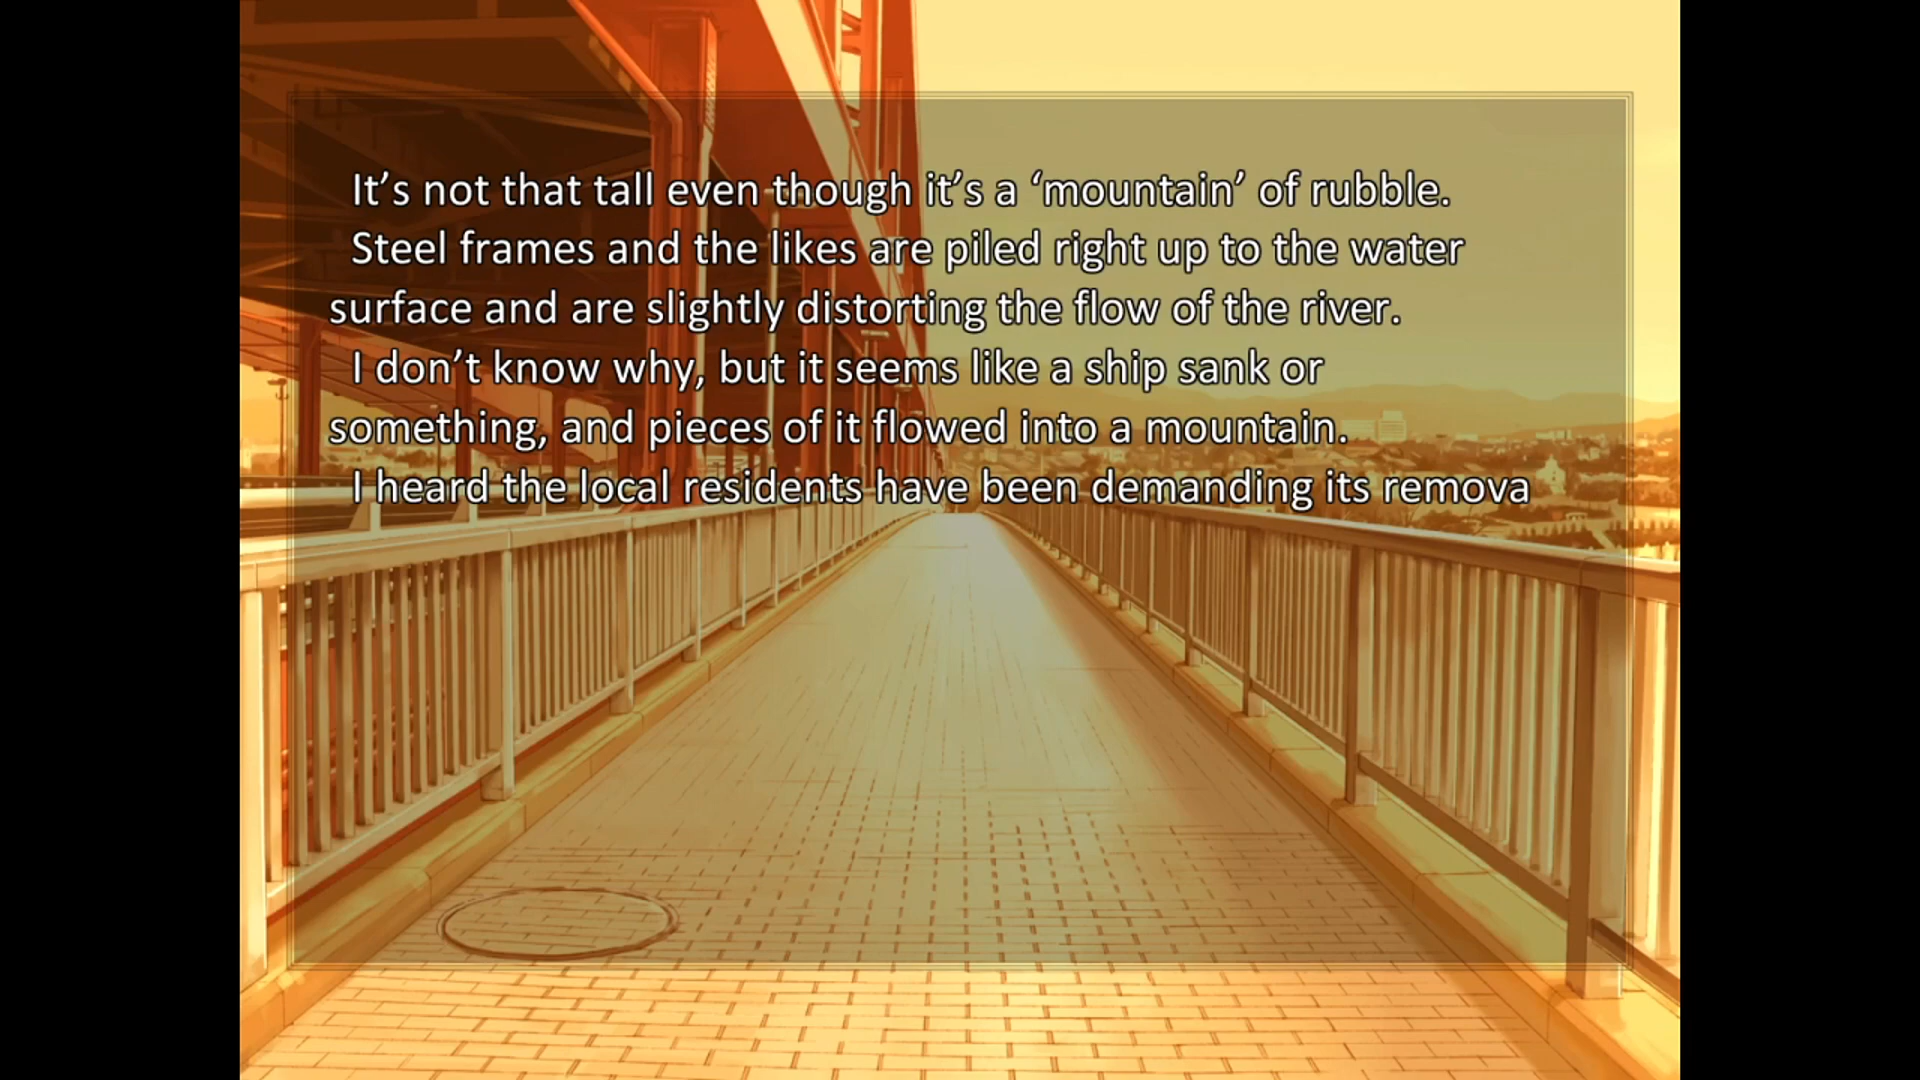 It’s not that tall even though it’s a ‘mountain’ of rubble.
Steel frames and the likes are piled right up to the water
surface and are slightly distorting the flow of the river.
I don’t know why, but it seems like a ship sank or
something, and pieces of it flowed into a mountain.
I heard the local residents have been demanding its remova